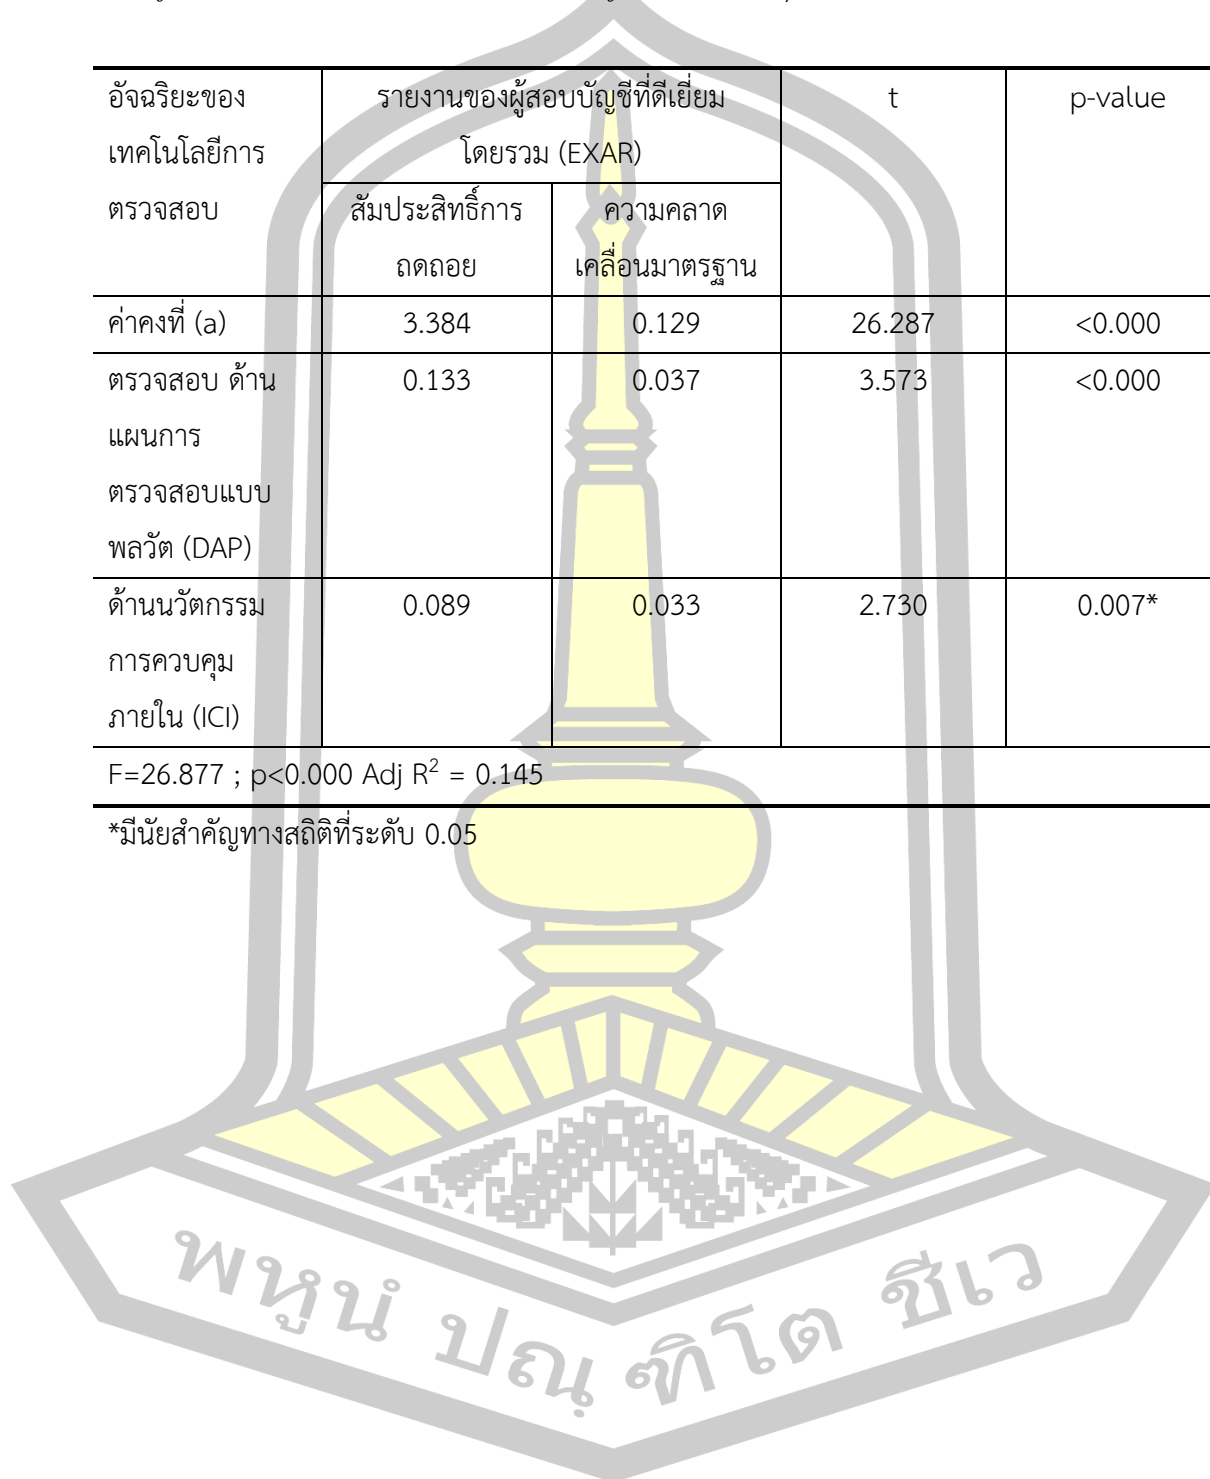 อัจฉริยะของ รายงานของผู้สอบบัญชีที่ดีเยี่ยม t p-value
เทคโนโลยีการ โดยรวม (EXAR)
ตรวจสอบ สัมประสิทธิ์การ ความคลาด
ถดถอย เคลื่อนมาตรฐาน
ค่าคงที่ (a) 3.384 0.129 26.287 <0.000
ตรวจสอบ ด้าน 0.133 0.037 3.573 <0.000
แผนการ
ตรวจสอบแบบ
พลวัต (DAP)
ด้านนวัตกรรม 0.089 0.033 2.730 0.007*
การควบคุม
ภายใน (ICI)
F=26.877 ; p<0.000 Adj R² = 0.145
*มีนัยสำคัญทางสถิติที่ระดับ 0.05
พหูนํ ปณฺฑิโต ชีเว